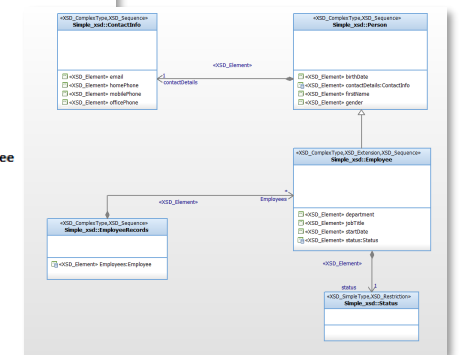 «XSD_ComplexType,XSD_Sequence»
Simple_xsd::ContactInfo
«XSD_Element» email
«XSD_Element» homePhone
«XSD_Element» mobilePhone
«XSD_Element» officePhone
«XSD_Element»
1
contactDetails
«XSD_ComplexType,XSD_Sequence»
Simple_xsd::Person
«XSD_Element» birthDate
«XSD_Element» contactDetails:ContactInfo
«XSD_Element» firstName
«XSD_Element» gender
ee
«XSD_ComplexType,XSD_Extension,XSD_Sequence»
Simple_xsd::Employee
«XSD_Element» department
«XSD_Element» jobTitle
«XSD_Element» startDate
«XSD_Element» status:Status
*
Employees
«XSD_Element»
«XSD_ComplexType,XSD_Sequence»
Simple_xsd::EmployeeRecords
«XSD_Element» Employees:Employee
«XSD_Element»
status
1
«XSD_SimpleType,XSD_Restriction»
Simple_xsd::Status